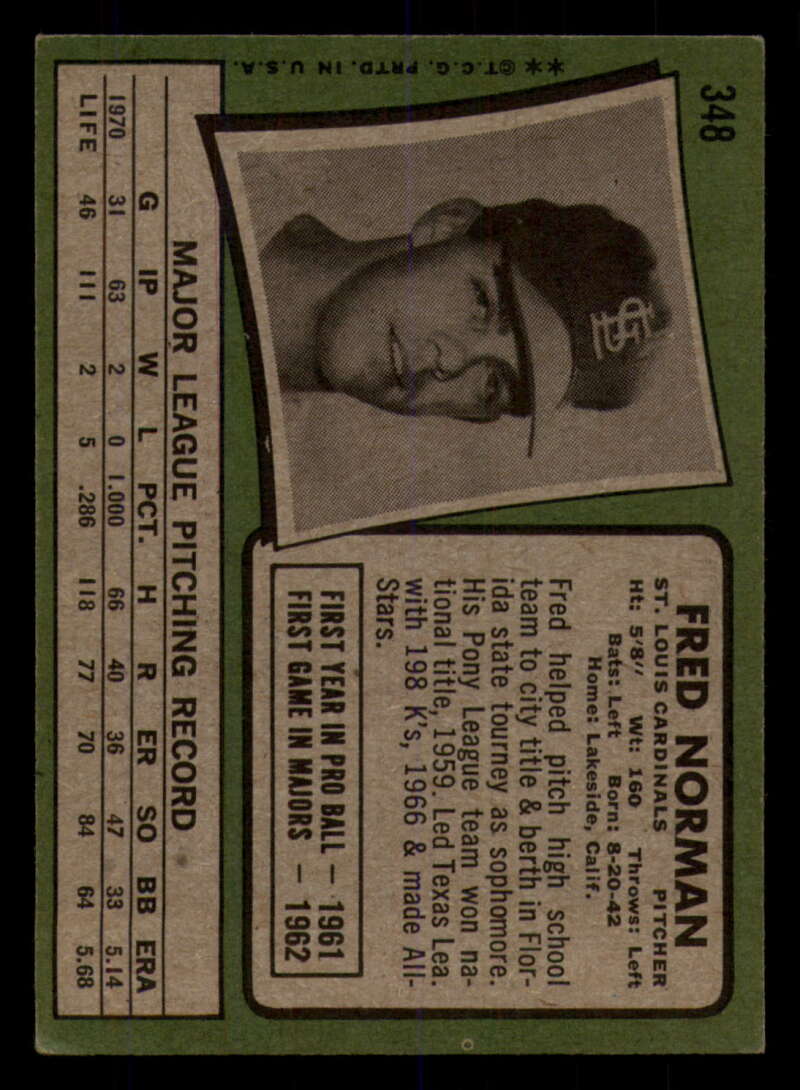 348
**©T.C.G. PRTD. IN U.S.A.
StL
FRED NORMAN
ST. LOUIS CARDINALS PITCHER
Ht: 5'8" Wt: 160 Throws: Left
Bats: Left Born: 8-20-42
Home: Lakeside, Calif.
Fred helped pitch high school
team to city title & berth in Flor-
ida state tourney as sophomore.
His Pony League team won na-
tional title, 1959. Led Texas Lea.
with 198 K's, 1966 & made All-
Stars.
FIRST YEAR IN PRO BALL — 1961
FIRST GAME IN MAJORS — 1962
MAJOR LEAGUE PITCHING RECORD
G IP W L PCT. H R ER SO BB ERA
1970 31 63 2 0 1.000 66 40 36 47 33 5.14
LIFE 46 111 2 5 .286 118 77 70 84 64 5.68